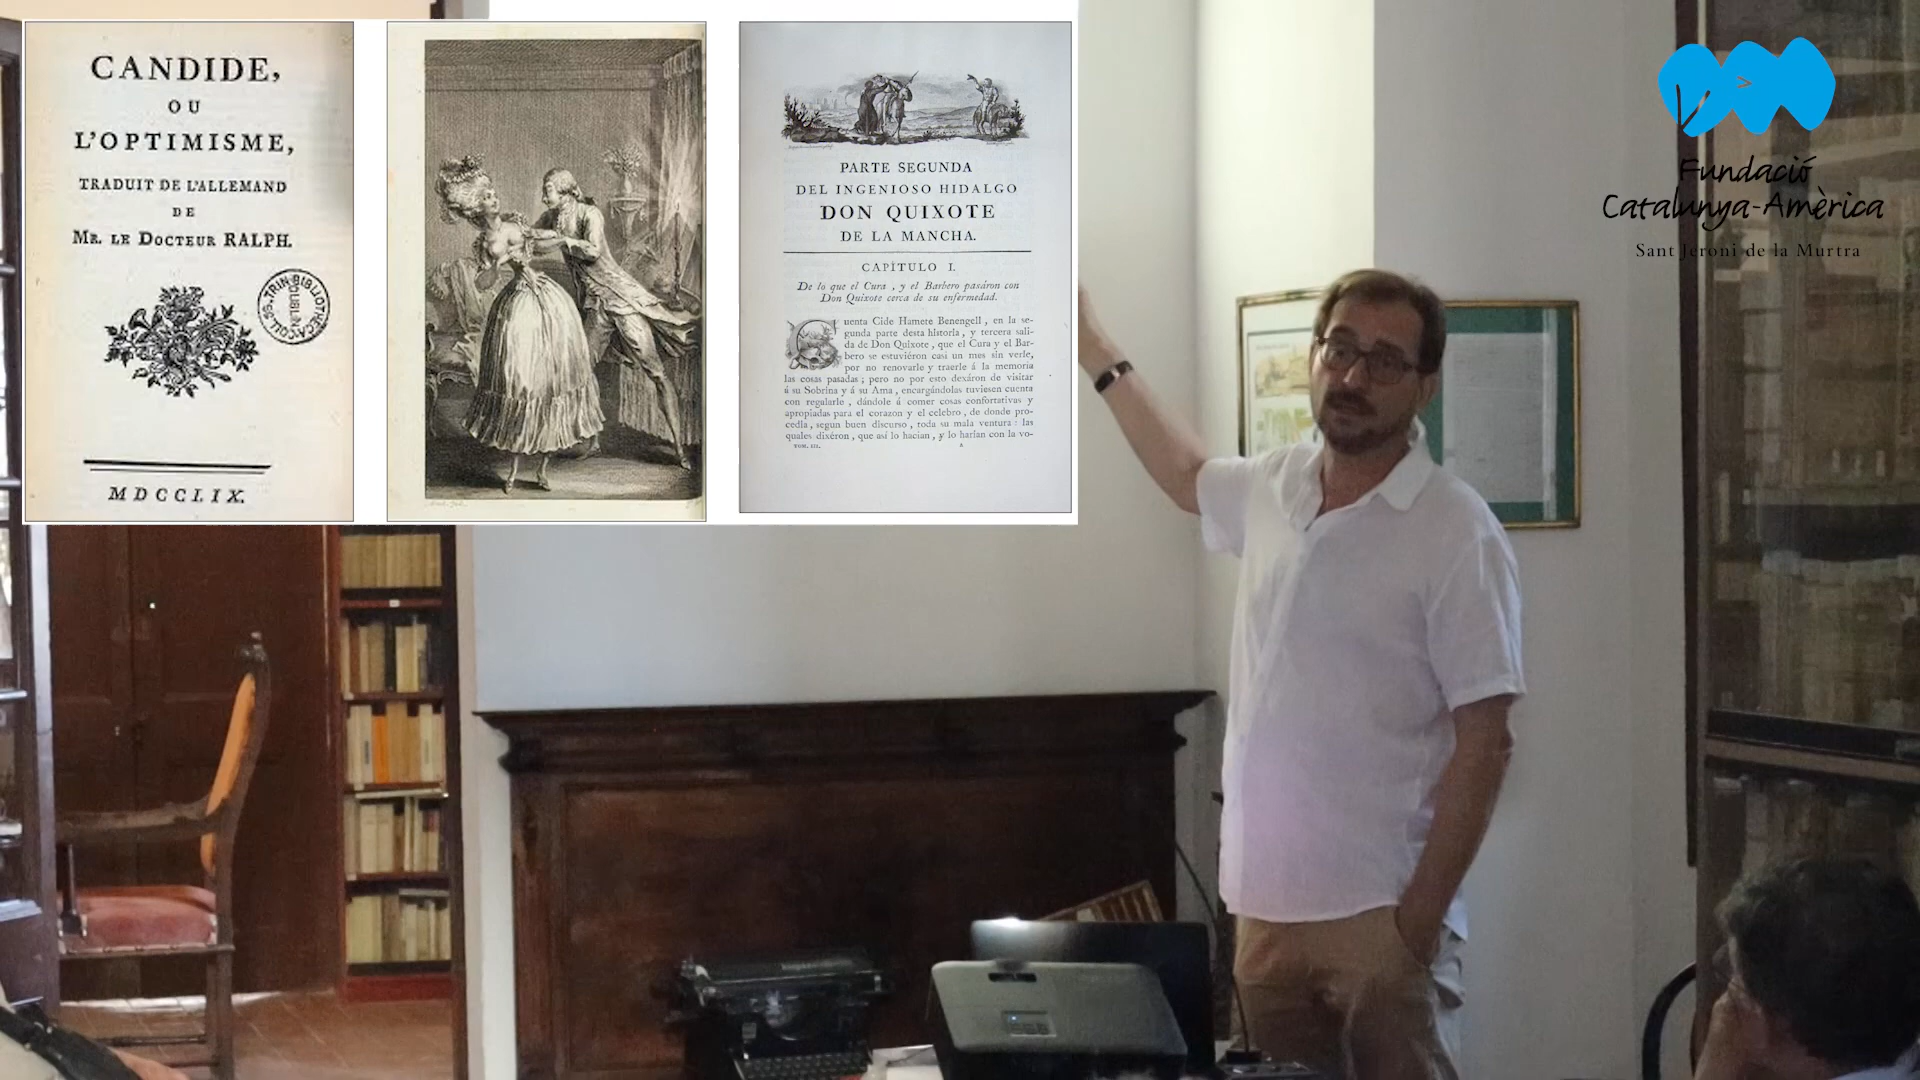 CANDIDE,
OU
L'OPTIMISME,
TRADUIT DE L'ALLEMAND
DE
MR. LE DOCTEUR RALPH.
MDCCLIX.
PARTE SEGUNDA
DEL INGENIOSO HIDALGO
DON QUIXOTE
DE LA MANCHA.
CAPÍTULO I.
De lo que el Cura, y el Barbero pasáron con
Don Quixote cerca de su enfermedad.
Cuenta Cide Hamete Benengeli, en la se-
gunda parte desta historia, y tercera sali-
da de Don Quixote, que el Cura y el Bar-
bero se estuviéron casi un mes sin verle,
por no renovarle y traerle á la memoria
las cosas pasadas; pero no por esto dexáron de visitar
á su Sobrina y á su Ama, encargándolas tuviesen cuenta
con regalarle, dándole á comer cosas confortativas y
apropiadas para el corazon y el celebro, de donde pro-
cedia, segun buen discurso, toda su mala ventura: las
quales dixéron, que así lo hacian, y lo harían con la vo-
TOM. III.
Fundació
Catalunya-Amèrica
Sant Jeroni de la Murtra